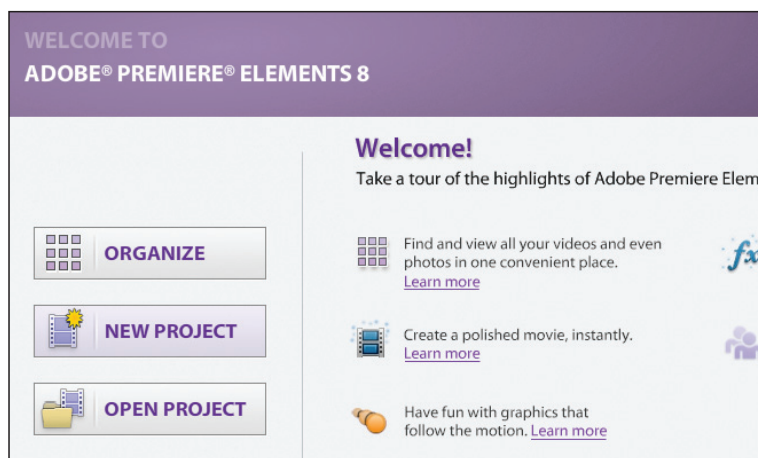 WELCOME TO
ADOBE® PREMIERE® ELEMENTS 8
Welcome!
Take a tour of the highlights of Adobe Premiere Elem
ORGANIZE
NEW PROJECT
OPEN PROJECT
Find and view all your videos and even
photos in one convenient place.
Learn more
Create a polished movie, instantly.
Learn more
Have fun with graphics that
follow the motion. Learn more
fx